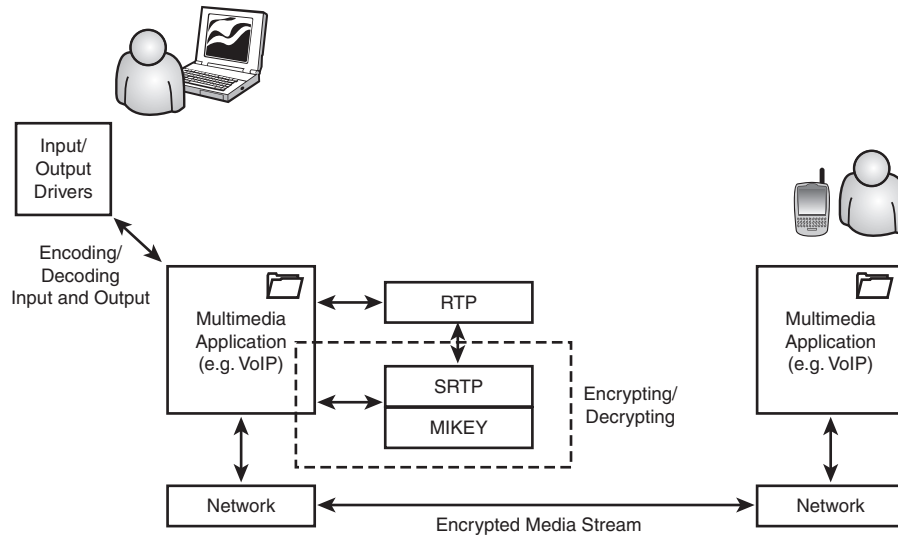 Input/
Output
Drivers
Encoding/
Decoding
Input and Output
Multimedia
Application
(e.g. VoIP)
RTP
SRTP
MIKEY
Encrypting/
Decrypting
Multimedia
Application
(e.g. VoIP)
Network
Encrypted Media Stream
Network